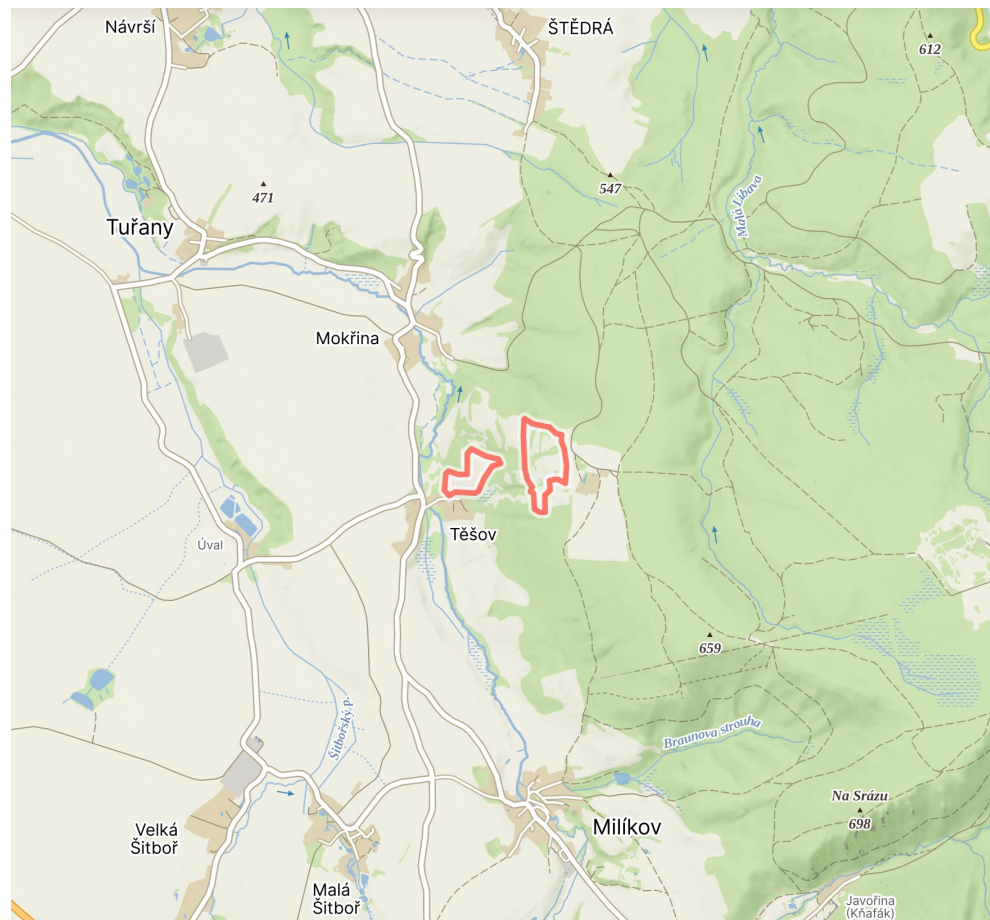 Návrší
ŠTĚDRÁ
612
547
471
Malá Libava
Tuřany
Mokřina
Těšov
Úval
659
Šitbořský p.
Braunova strouha
Na Srázu
698
Velká
Šitboř
Milíkov
Malá
Šitboř
Javořina
(Kňafák)